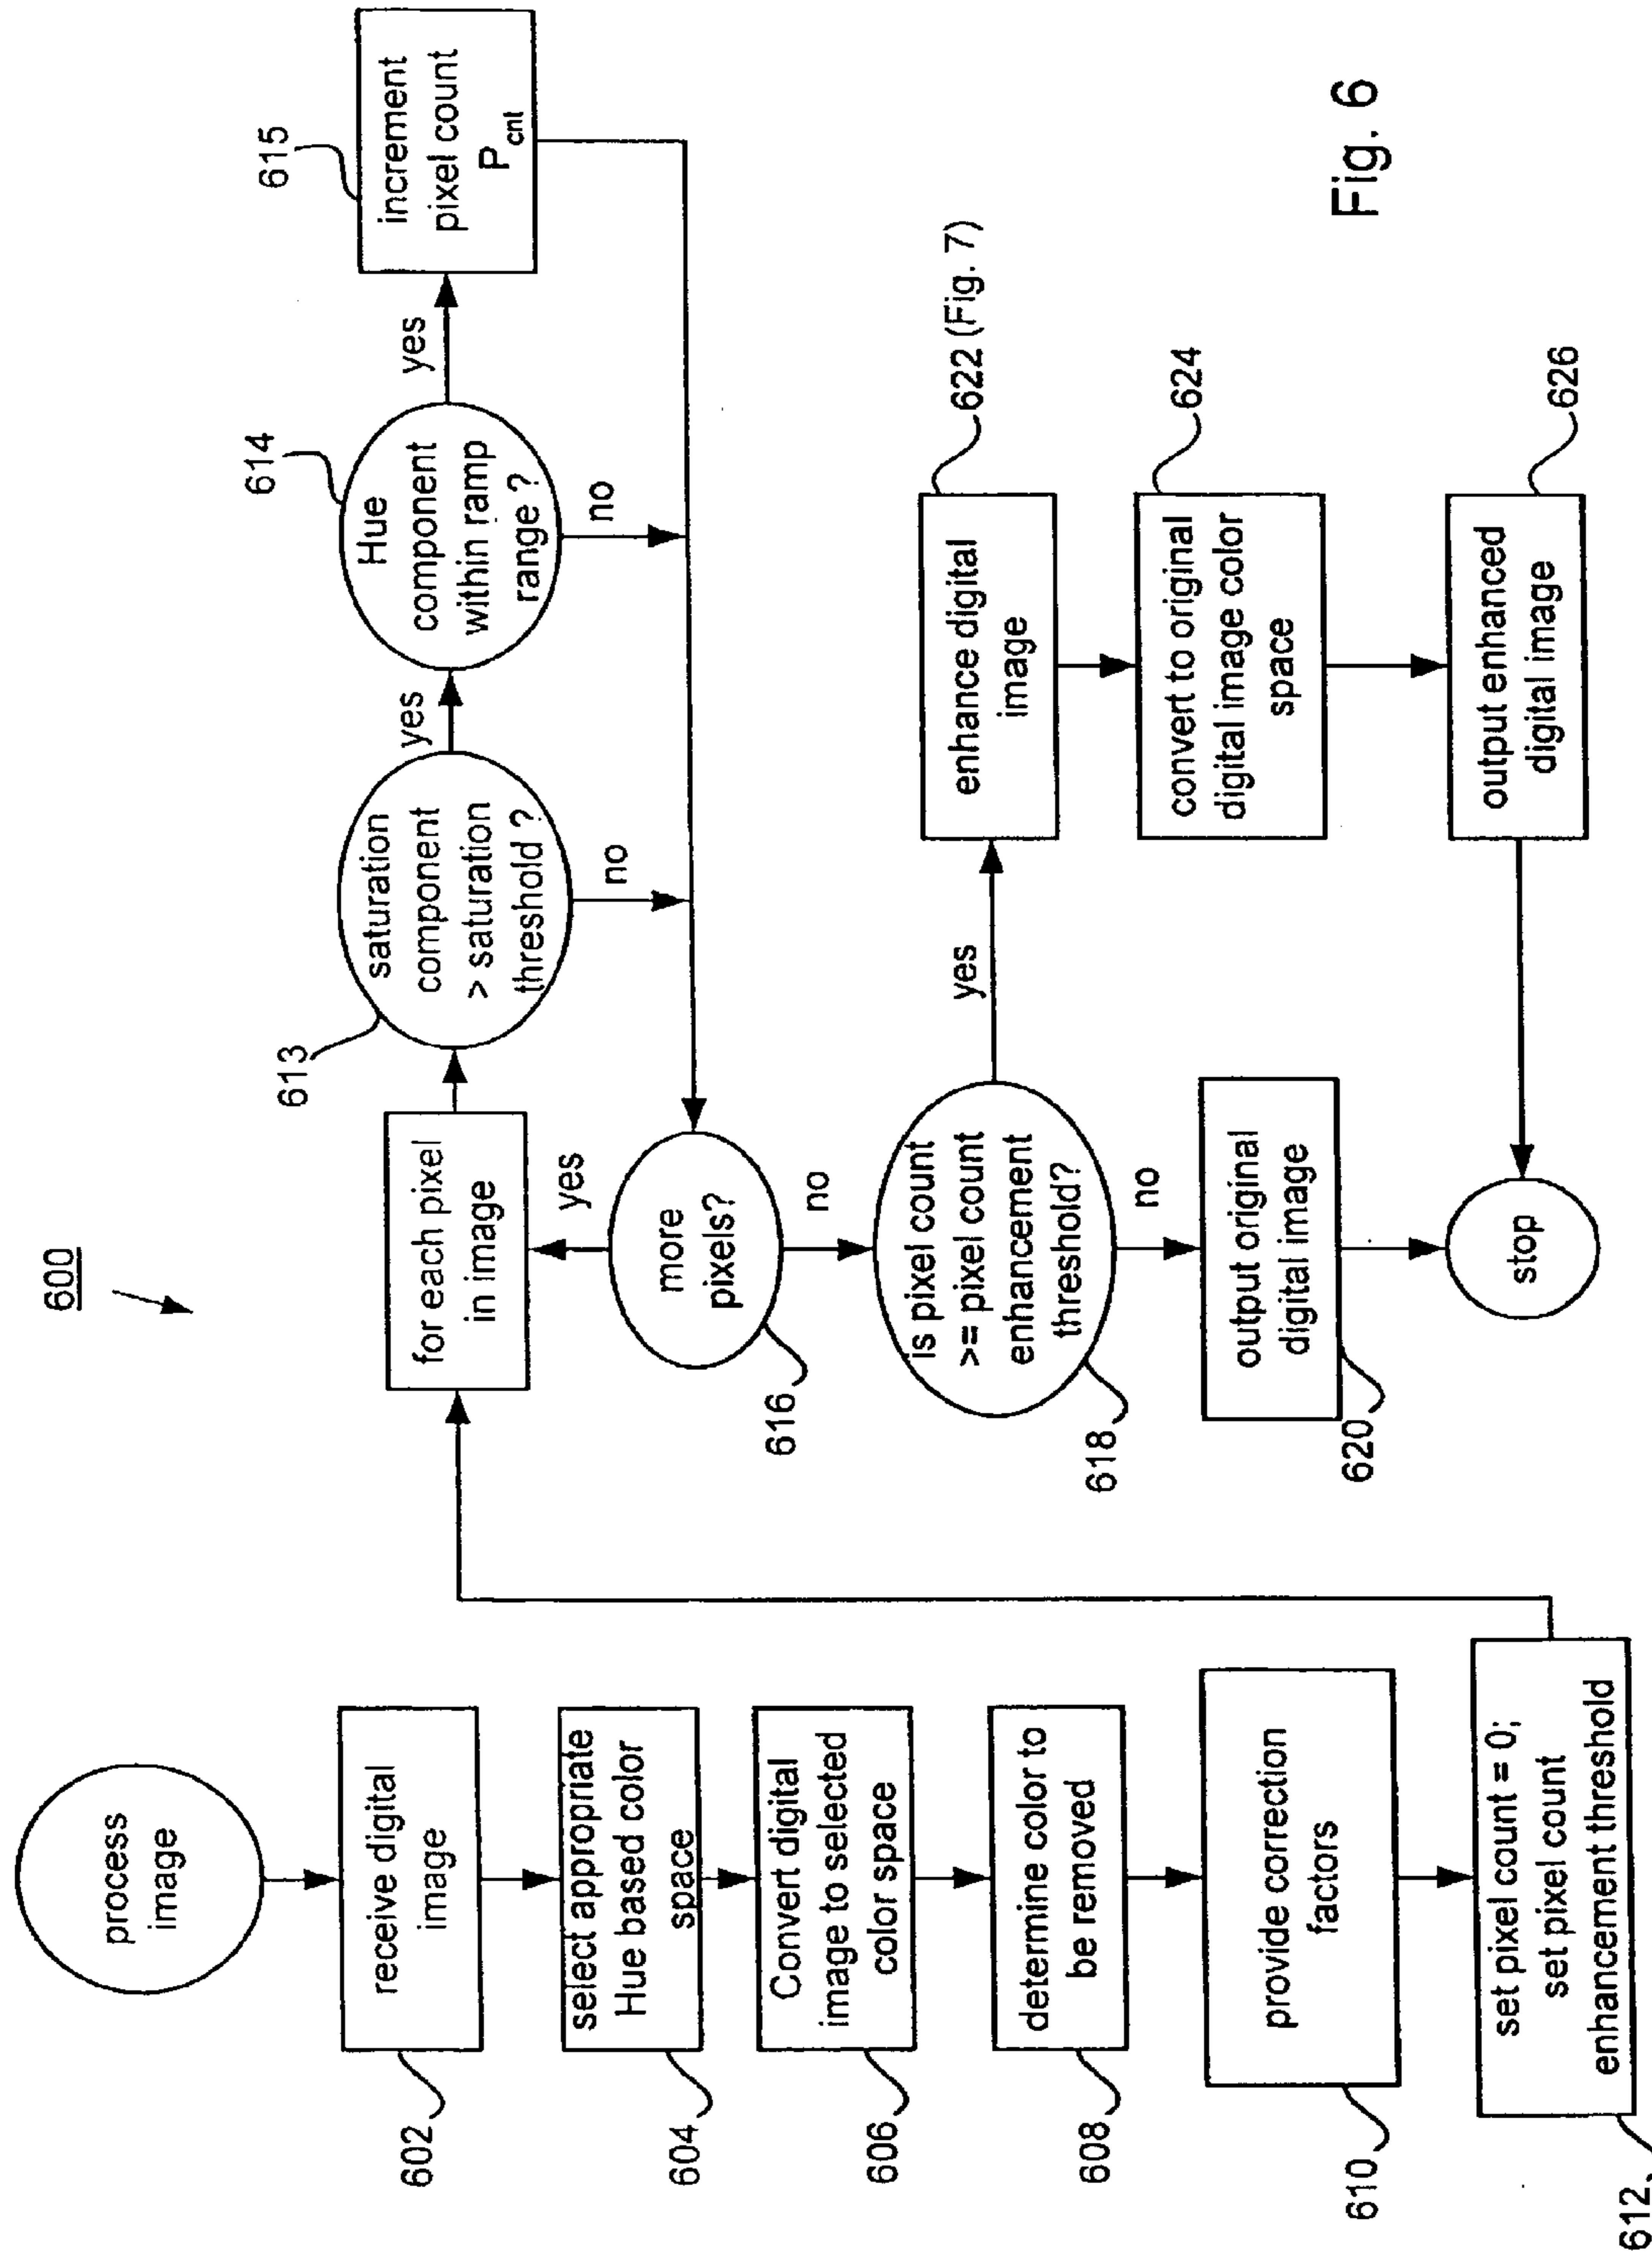 600
process
image
602
receive digital
image
604
select appropriate
Hue based color
space
606
Convert digital
image to selected
color space
608
determine color to
be removed
610
provide correction
factors
612
set pixel count = 0;
set pixel count
enhancement threshold
for each pixel
in image
613
saturation
component
> saturation
threshold ?
yes
no
614
Hue
component
within ramp
range ?
yes
no
615
increment
pixel count
Pcnt
616
more
pixels?
yes
no
618
is pixel count
>= pixel count
enhancement
threshold?
yes
no
620
output original
digital image
stop
622 (Fig. 7)
enhance digital
image
624
convert to original
digital image color
space
626
output enhanced
digital image
Fig. 6